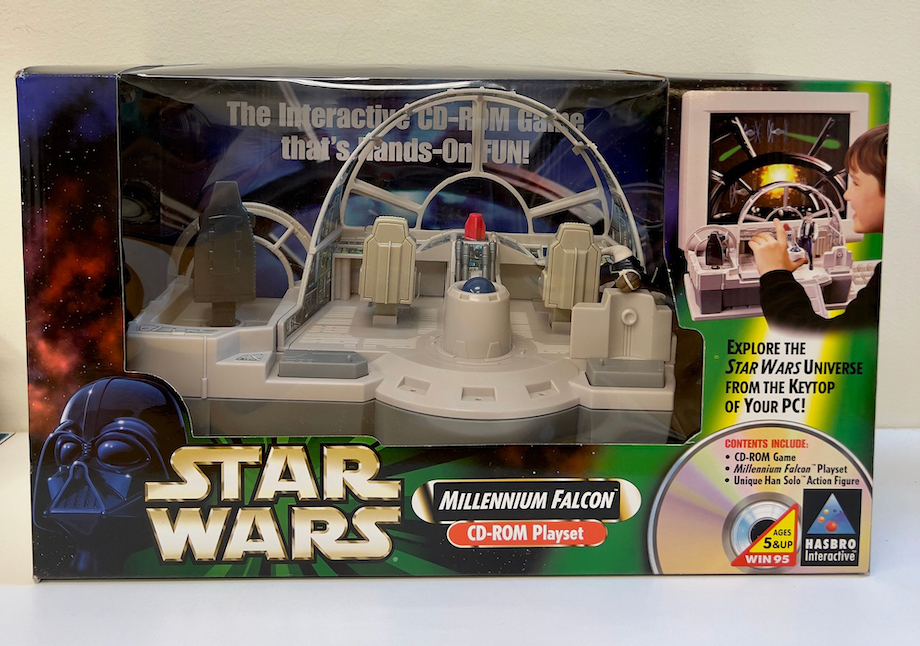 The Interactive CD-ROM Game
that's Hands-On FUN!
EXPLORE THE
STAR WARS UNIVERSE
FROM THE KEYTOP
OF YOUR PC!
CONTENTS INCLUDE:
• CD-ROM Game
• Millennium Falcon™ Playset
• Unique Han Solo™ Action Figure
STAR
WARS
MILLENNIUM FALCON™
CD-ROM Playset
AGES
5 & UP
WIN 95
HASBRO
Interactive™